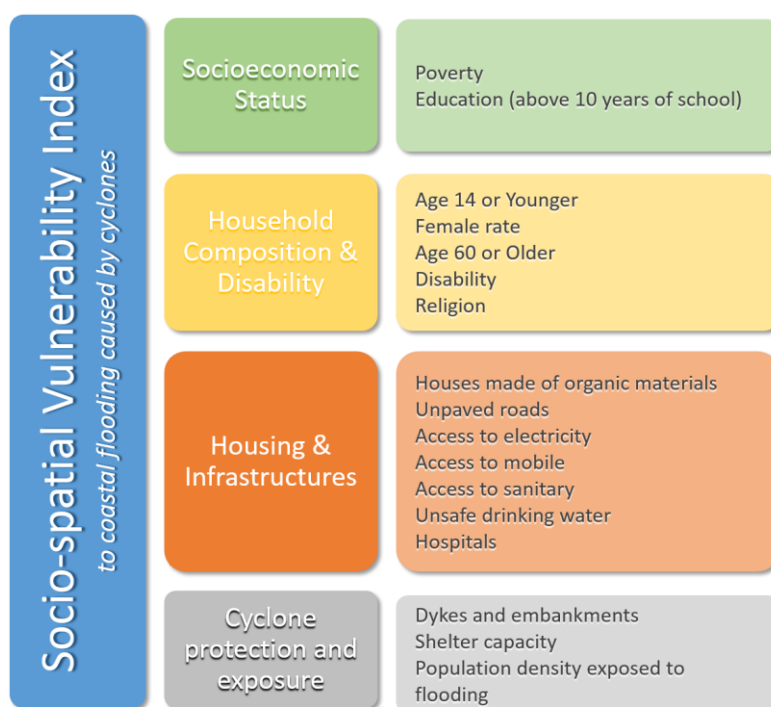 Socio-spatial Vulnerability Index
to coastal flooding caused by cyclones
Socioeconomic
Status
Poverty
Education (above 10 years of school)
Household
Composition &
Disability
Age 14 or Younger
Female rate
Age 60 or Older
Disability
Religion
Housing &
Infrastructures
Houses made of organic materials
Unpaved roads
Access to electricity
Access to mobile
Access to sanitary
Unsafe drinking water
Hospitals
Cyclone
protection and
exposure
Dykes and embankments
Shelter capacity
Population density exposed to
flooding